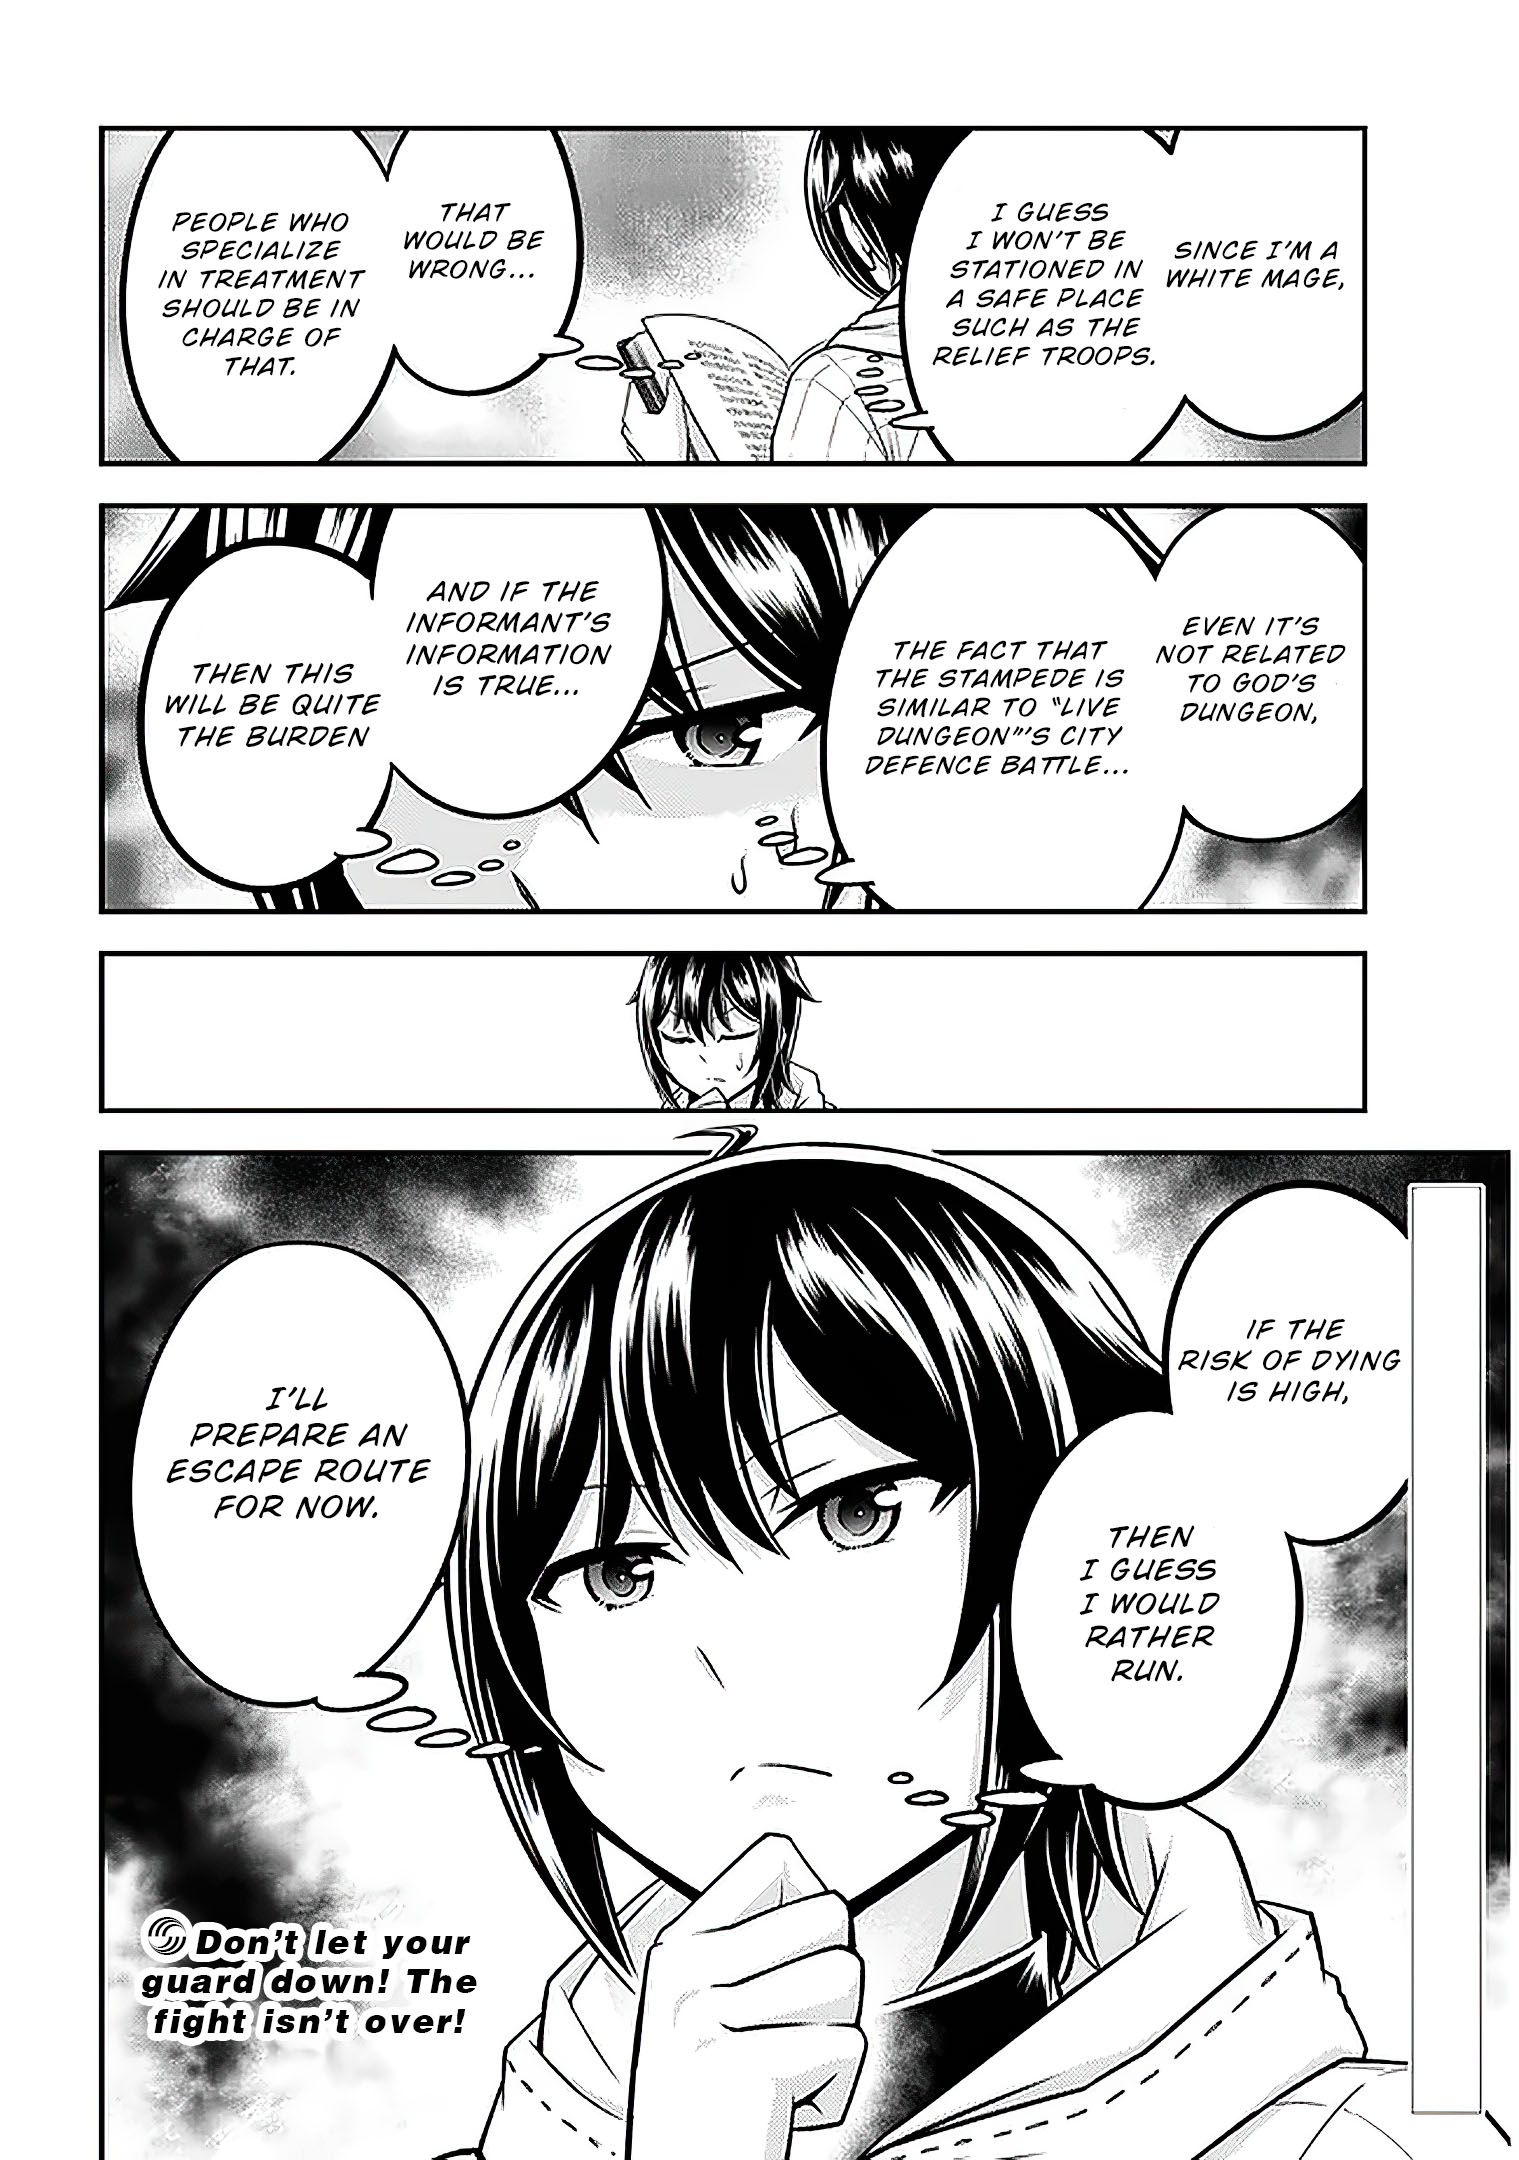 SINCE I'M A
WHITE MAGE,
I GUESS
I WON'T BE
STATIONED IN
A SAFE PLACE
SUCH AS THE
RELIEF TROOPS.
THAT
WOULD BE
WRONG...
PEOPLE WHO
SPECIALIZE
IN TREATMENT
SHOULD BE IN
CHARGE OF
THAT.
EVEN IT'S
NOT RELATED
TO GOD'S
DUNGEON,
THE FACT THAT
THE STAMPEDE IS
SIMILAR TO "LIVE
DUNGEON"'S CITY
DEFENCE BATTLE...
AND IF THE
INFORMANT'S
INFORMATION
IS TRUE...
THEN THIS
WILL BE QUITE
THE BURDEN
IF THE
RISK OF DYING
IS HIGH,
THEN
I GUESS
I WOULD
RATHER
RUN.
I'LL
PREPARE AN
ESCAPE ROUTE
FOR NOW.
Don't let your
guard down! The
fight isn't over!